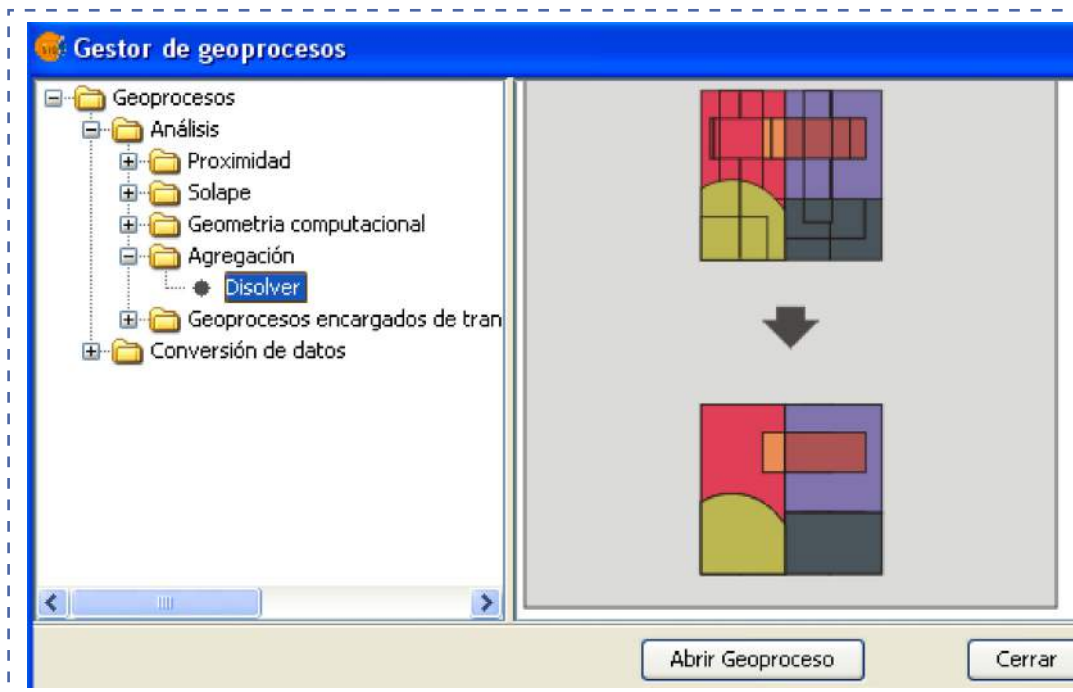 Gestor de geoprocesos
Geoprocesos
Análisis
Proximidad
Solape
Geometria computacional
Agregación
Disolver
Geoprocesos encargados de tran
Conversión de datos
Abrir Geoproceso
Cerrar